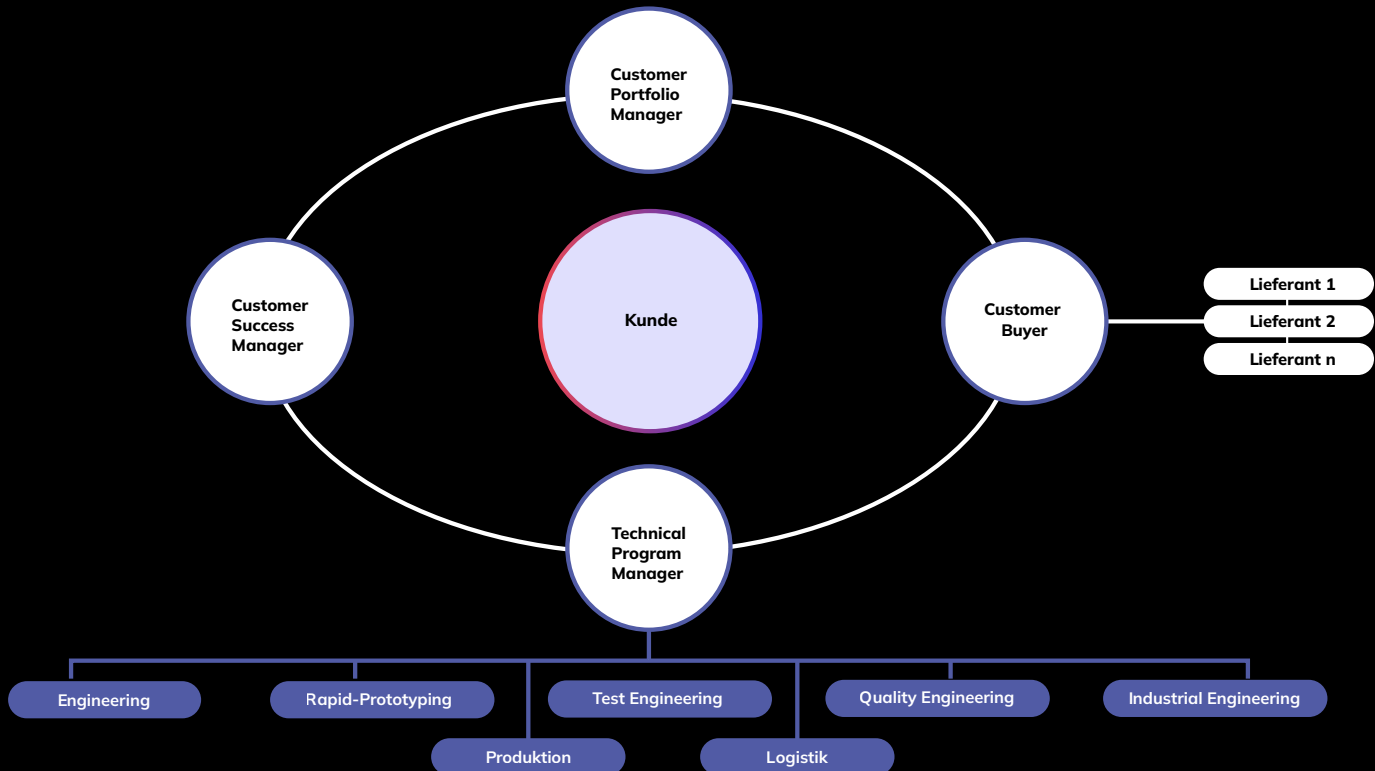 Customer
Portfolio
Manager
Customer
Success
Manager
Kunde
Customer
Buyer
Lieferant 1
Lieferant 2
Lieferant n
Technical
Program
Manager
Engineering
Rapid-Prototyping
Test Engineering
Quality Engineering
Industrial Engineering
Produktion
Logistik